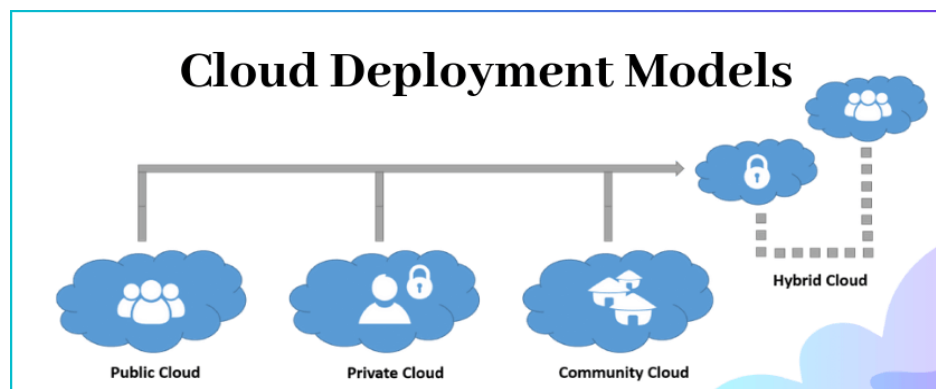 Cloud Deployment Models
Hybrid Cloud
Public Cloud
Private Cloud
Community Cloud